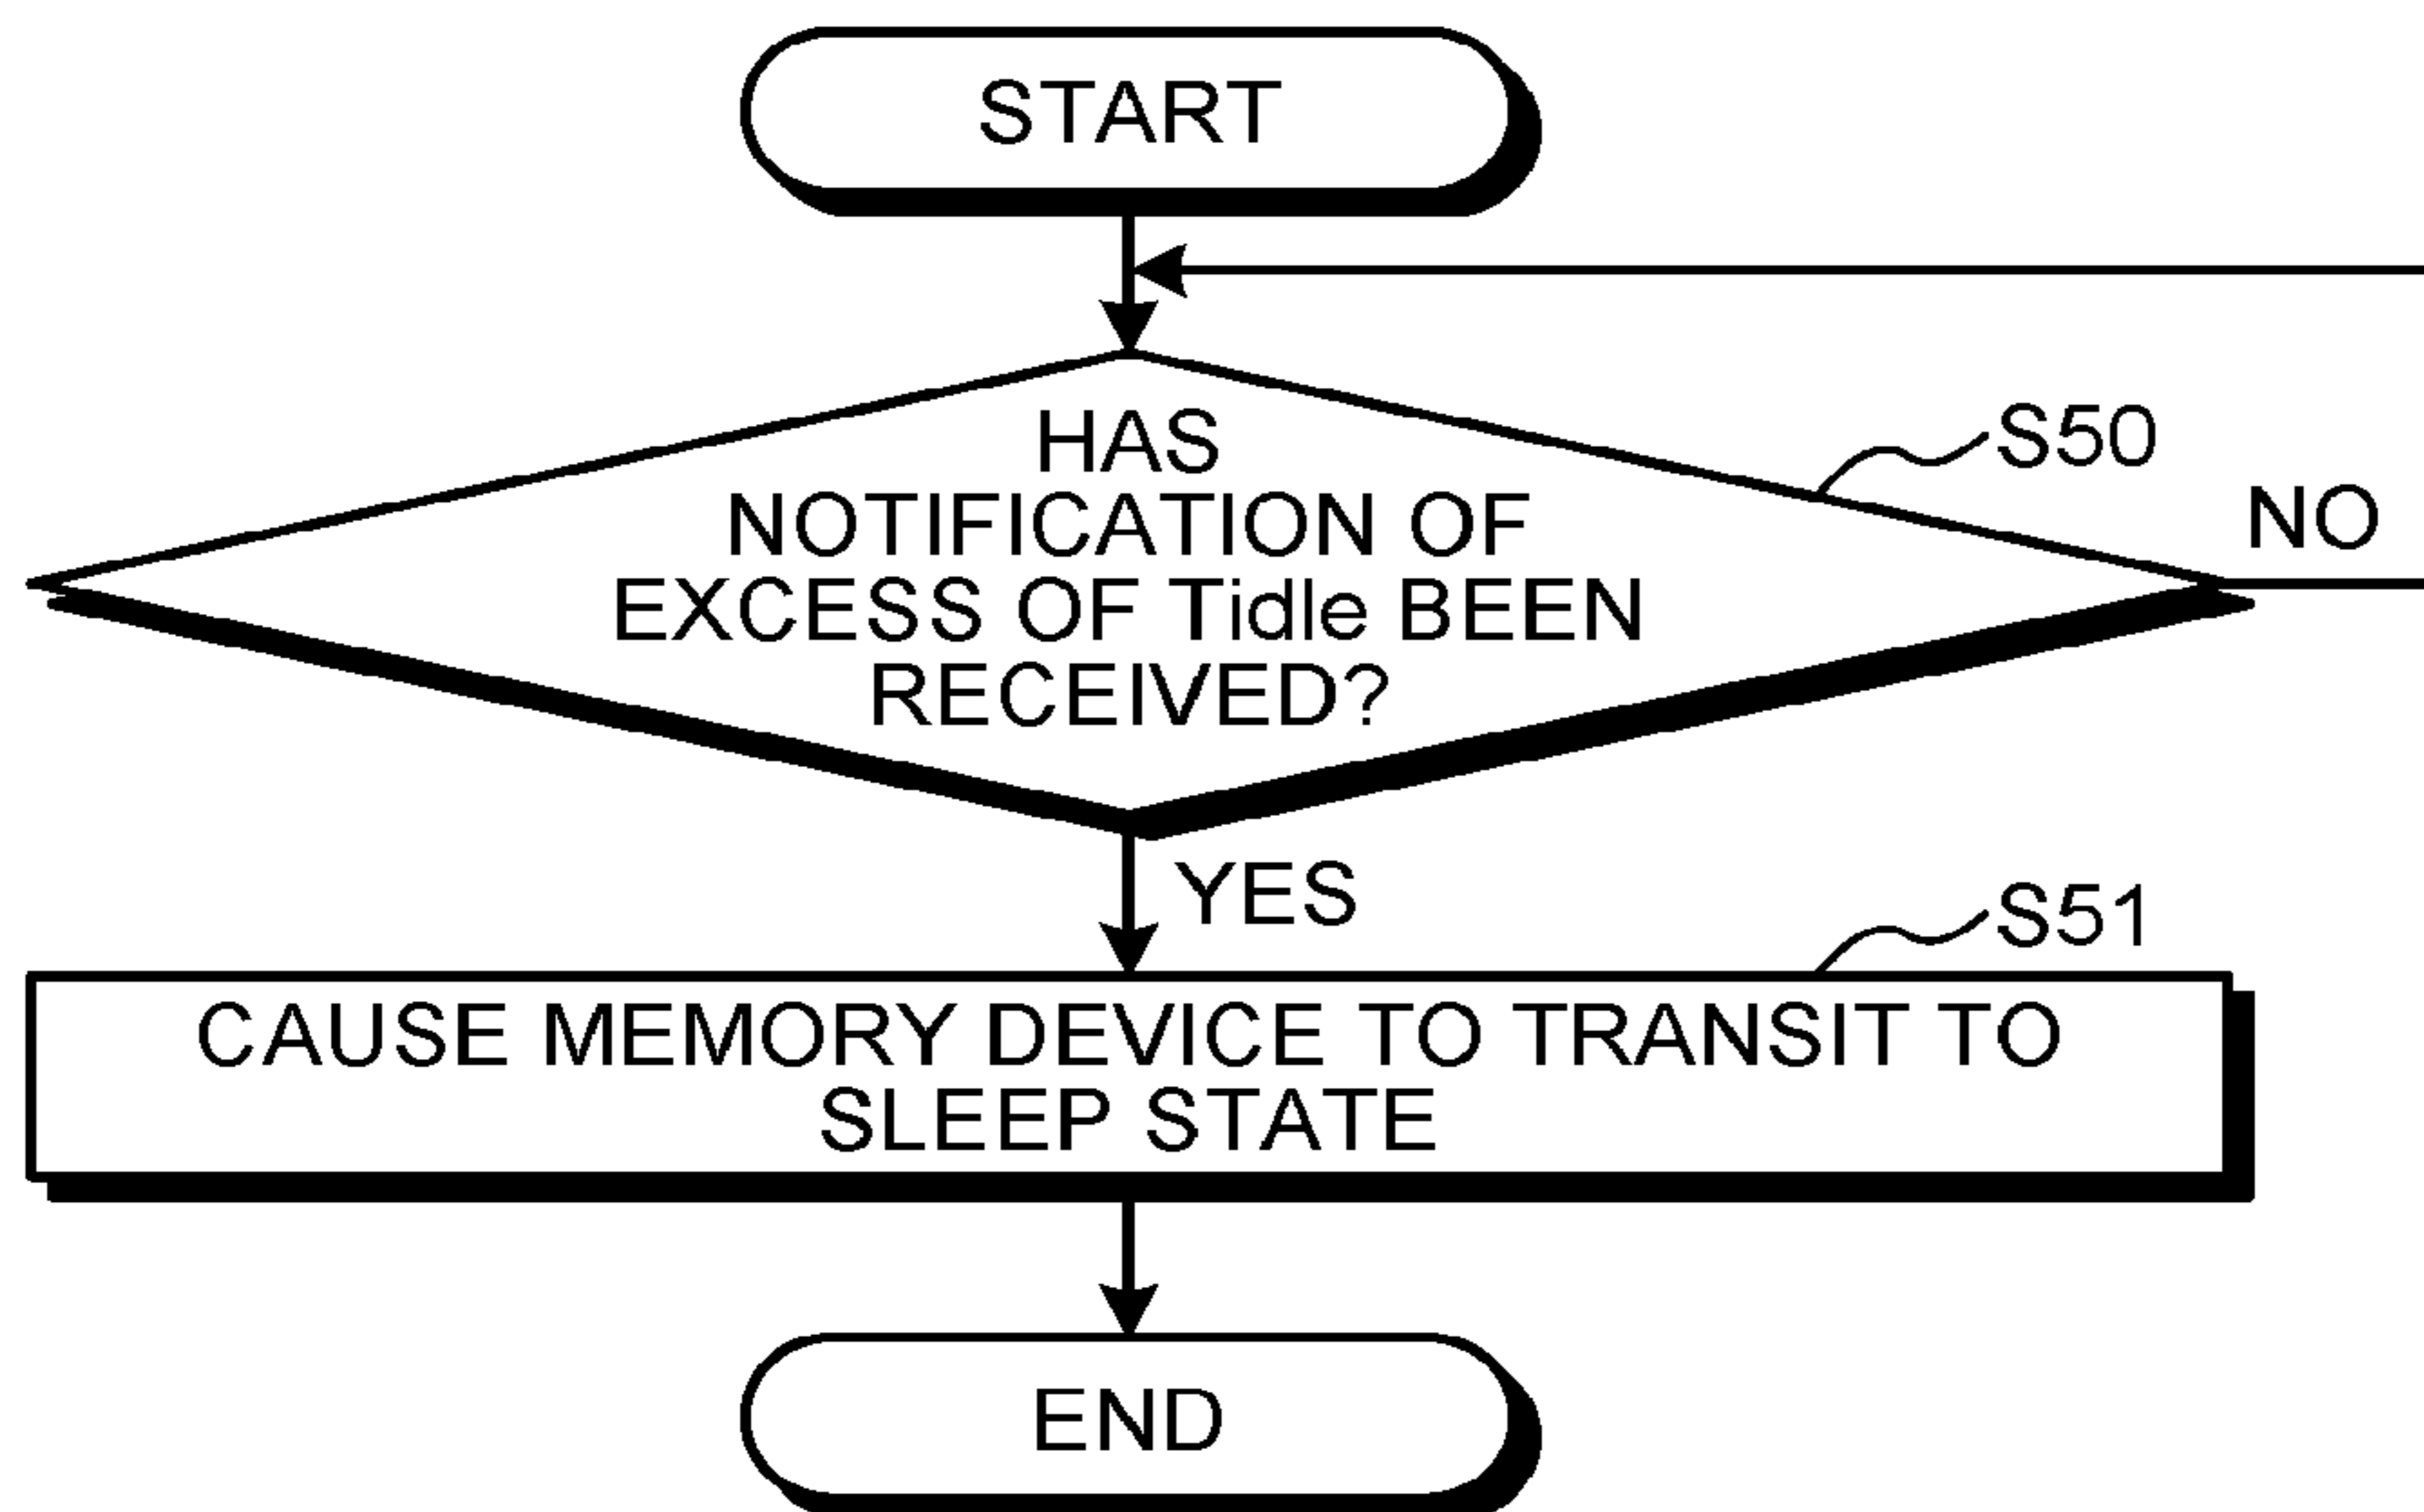 START
HAS
S50
NOTIFICATION OF
NO
EXCESS OF Tidle BEEN
RECEIVED?
YES
S51
CAUSE MEMORY DEVICE TO TRANSIT TO
SLEEP STATE
END